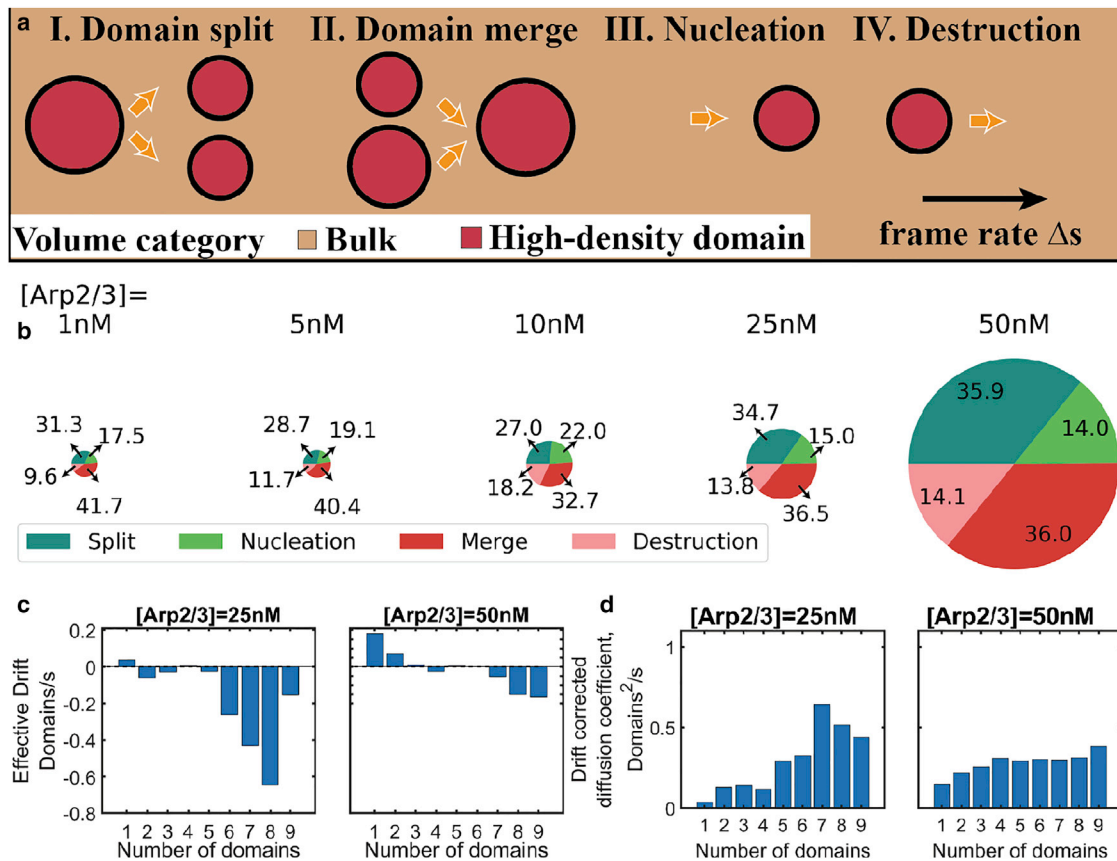 a
I. Domain split II. Domain merge III. Nucleation IV. Destruction
Volume category Bulk High-density domain
frame rate Δs
[Arp2/3]=
b
1nM 5nM 10nM 25nM 50nM
31.3 17.5 9.6 41.7
28.7 19.1 11.7 40.4
27.0 22.0 18.2 32.7
34.7 15.0 13.8 36.5
35.9 14.0 14.1 36.0
Split Nucleation Merge Destruction
c
[Arp2/3]=25nM [Arp2/3]=50nM
Effective Drift
Domains/s
0.2
0
-0.2
-0.4
-0.6
-0.8
1 2 3 4 5 6 7 8 9
Number of domains
1 2 3 4 5 6 7 8 9
Number of domains
d
[Arp2/3]=25nM [Arp2/3]=50nM
Drift corrected
diffusion coefficient,
Domains²/s
1
0.5
0
1 2 3 4 5 6 7 8 9
Number of domains
1 2 3 4 5 6 7 8 9
Number of domains